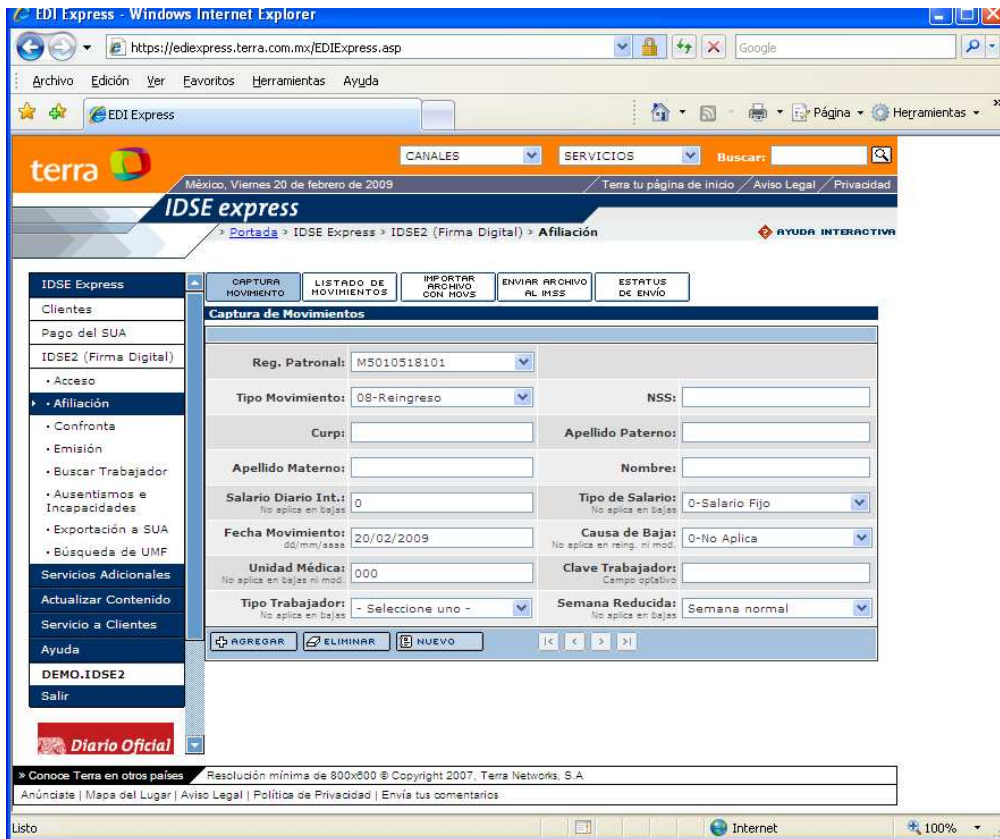 EDI Express - Windows Internet Explorer
https://ediexpress.terra.com.mx/EDIExpress.asp
Google
Archivo Edición Ver Favoritos Herramientas Ayuda
EDI Express
Página Herramientas
terra
CANALES SERVICIOS Buscar:
México, Viernes 20 de febrero de 2009 Terra tu página de inicio Aviso Legal Privacidad
IDSE express
> Portada > IDSE Express > IDSE2 (Firma Digital) > Afiliación AYUDA INTERACTIVA
IDSE Express
Clientes
Pago del SUA
IDSE2 (Firma Digital)
• Acceso
• Afiliación
• Confronta
• Emisión
• Buscar Trabajador
• Ausentismos e
Incapacidades
• Exportación a SUA
• Búsqueda de UMF
Servicios Adicionales
Actualizar Contenido
Servicio a Clientes
Ayuda
DEMO.IDSE2
Salir
Diario Oficial
CAPTURA MOVIMIENTO
LISTADO DE MOVIMIENTOS
IMPORTAR ARCHIVO CON MOVS
ENVIAR ARCHIVO AL IMSS
ESTATUS DE ENVÍO
Captura de Movimientos
Reg. Patronal: M5010518101
Tipo Movimiento: 08-Reingreso NSS:
Curp: Apellido Paterno:
Apellido Materno: Nombre:
Salario Diario Int.: 0 Tipo de Salario: 0-Salario Fijo
No aplica en bajas No aplica en bajas
Fecha Movimiento: 20/02/2009 Causa de Baja: 0-No Aplica
dd/mm/aaaa No aplica en reing. ni mod.
Unidad Médica: 000 Clave Trabajador:
No aplica en bajas ni mod. Campo optativo
Tipo Trabajador: - Seleccione uno - Semana Reducida: Semana normal
No aplica en bajas No aplica en bajas
AGREGAR ELIMINAR NUEVO |< < > >|
» Conoce Terra en otros países Resolución mínima de 800x600 © Copyright 2007, Terra Networks, S.A
Anúnciate | Mapa del Lugar | Aviso Legal | Política de Privacidad | Envía tus comentarios
Listo Internet 100%